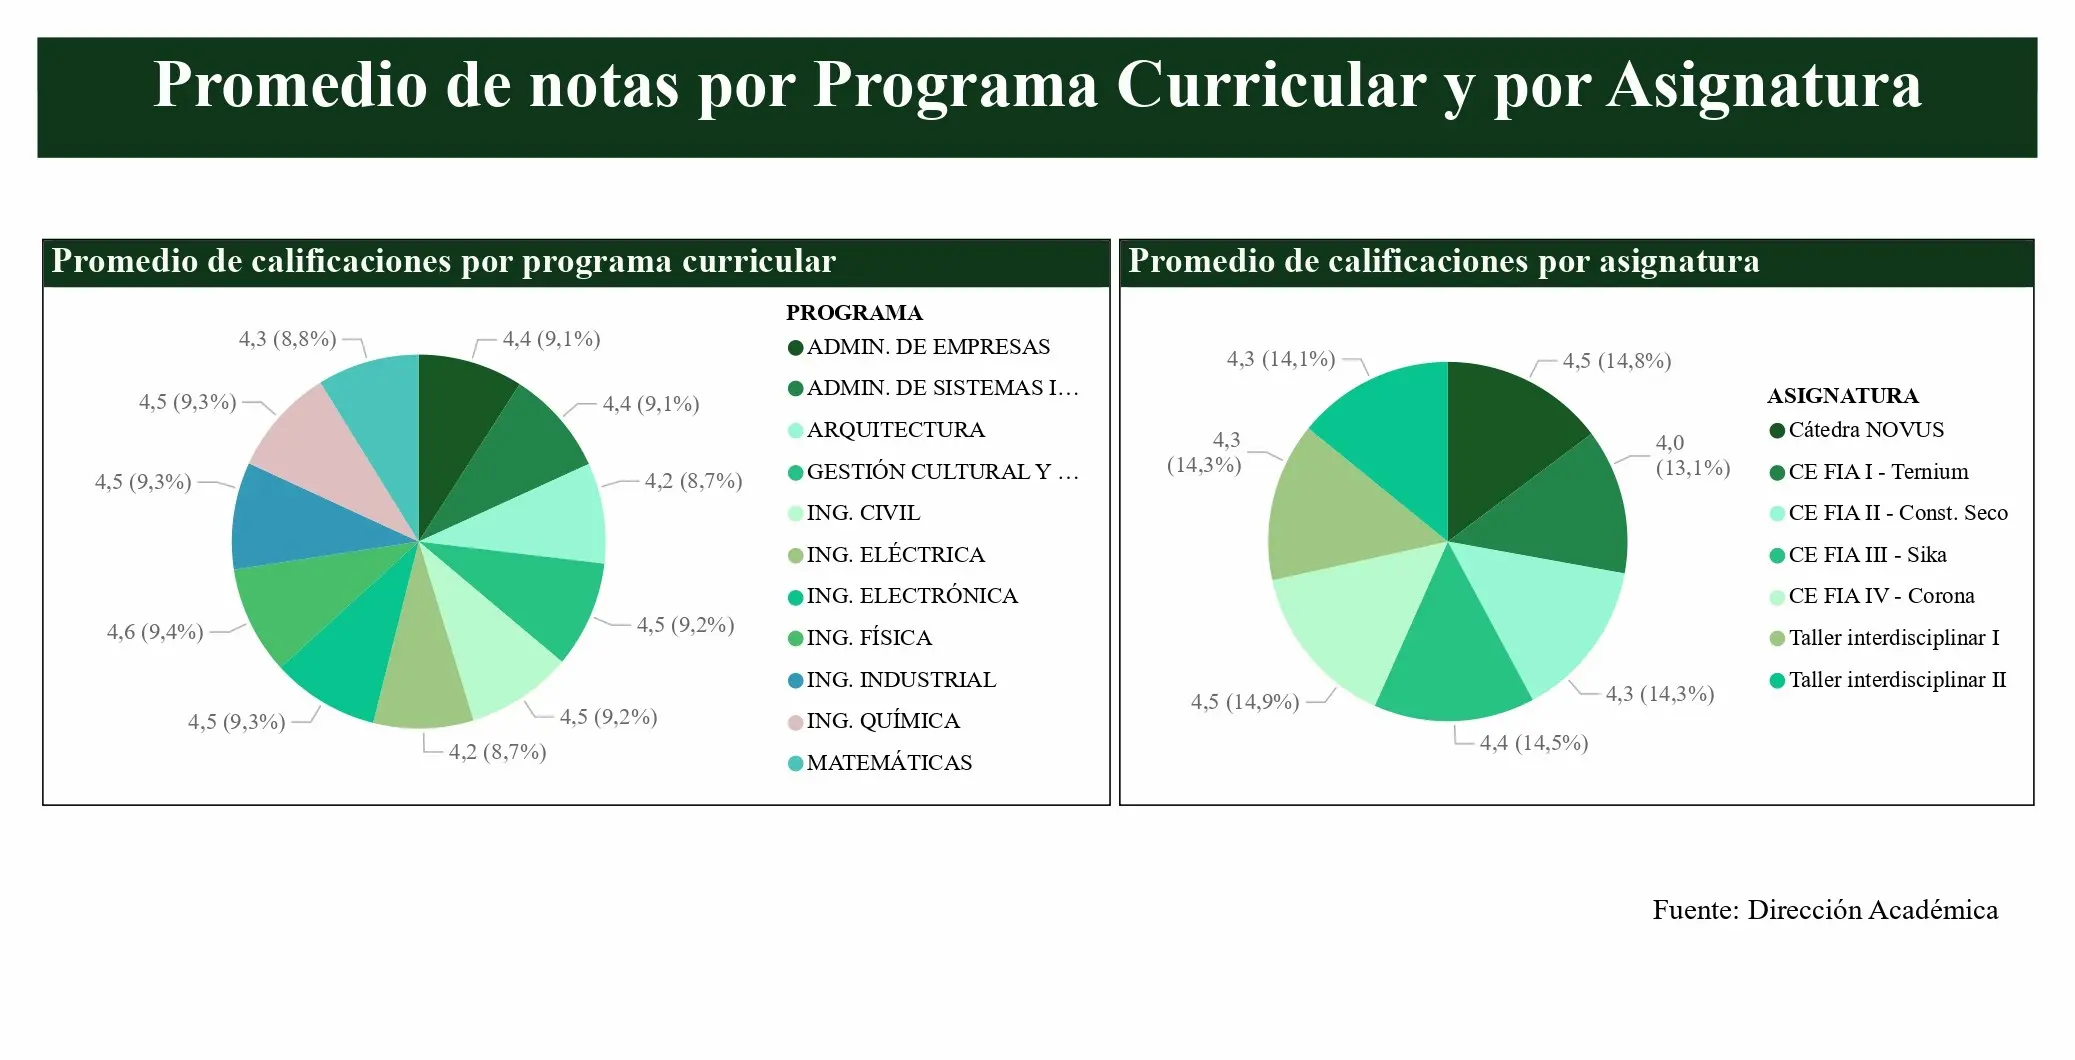 Promedio de notas por Programa Curricular y por Asignatura
Promedio de calificaciones por programa curricular
4,3 (8,8%)
4,4 (9,1%)
4,5 (9,3%)
4,4 (9,1%)
4,5 (9,3%)
4,2 (8,7%)
4,6 (9,4%)
4,5 (9,2%)
4,5 (9,3%)
4,5 (9,2%)
4,2 (8,7%)
PROGRAMA
ADMIN. DE EMPRESAS
ADMIN. DE SISTEMAS I…
ARQUITECTURA
GESTIÓN CULTURAL Y …
ING. CIVIL
ING. ELÉCTRICA
ING. ELECTRÓNICA
ING. FÍSICA
ING. INDUSTRIAL
ING. QUÍMICA
MATEMÁTICAS
Promedio de calificaciones por asignatura
4,3 (14,1%)
4,5 (14,8%)
4,3
(14,3%)
4,0
(13,1%)
4,5 (14,9%)
4,3 (14,3%)
4,4 (14,5%)
ASIGNATURA
Cátedra NOVUS
CE FIA I - Ternium
CE FIA II - Const. Seco
CE FIA III - Sika
CE FIA IV - Corona
Taller interdisciplinar I
Taller interdisciplinar II
Fuente: Dirección Académica